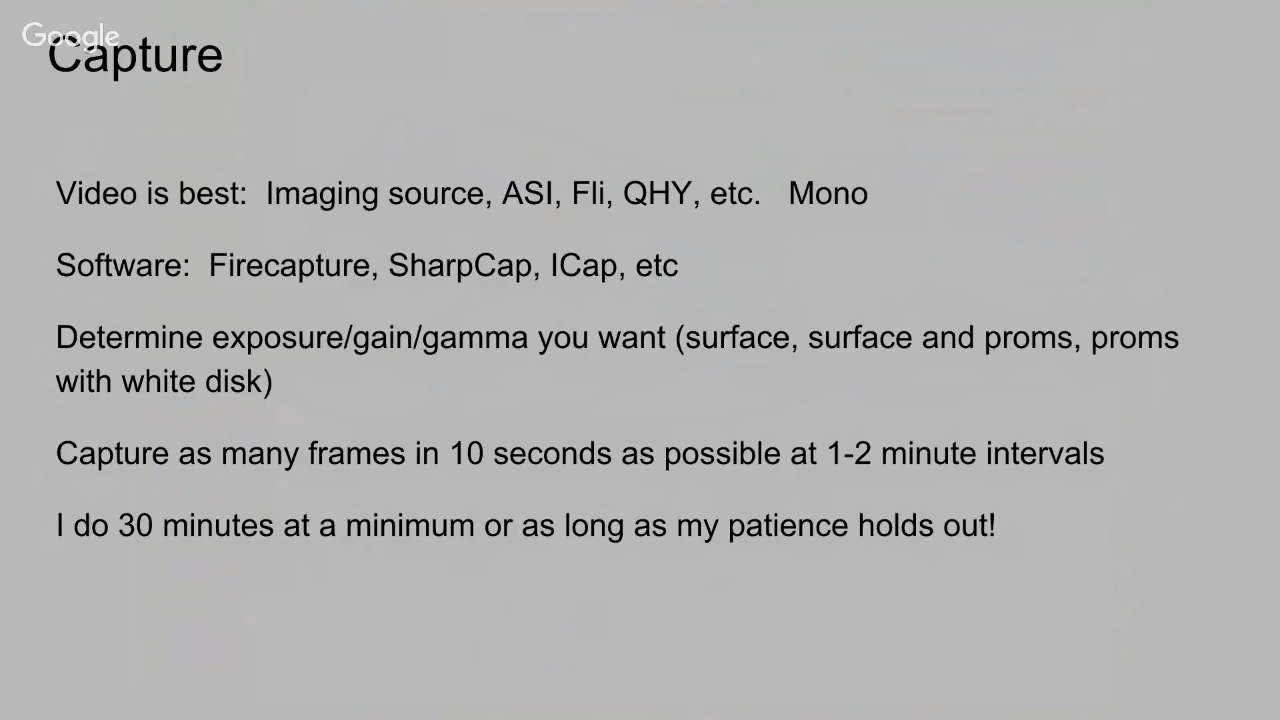 Google
Capture
Video is best:  Imaging source, ASI, Fli, QHY, etc.   Mono
Software:  Firecapture, SharpCap, ICap, etc
Determine exposure/gain/gamma you want (surface, surface and proms, proms
with white disk)
Capture as many frames in 10 seconds as possible at 1-2 minute intervals
I do 30 minutes at a minimum or as long as my patience holds out!